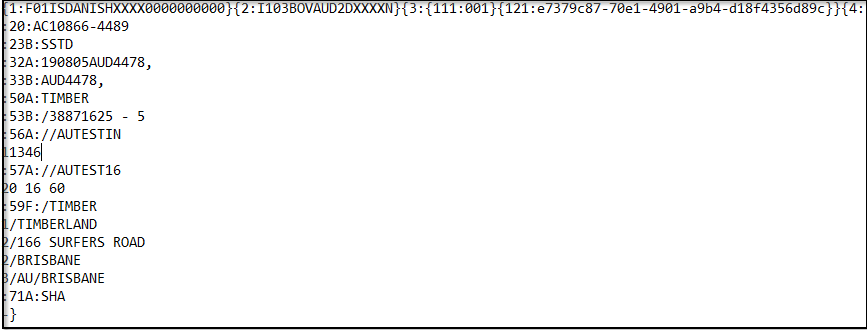 {1:F01ISDANISHXXXX0000000000}{2:I103BOVAUD2DXXXXN}{3:{111:001}{121:e7379c87-70e1-4901-a9b4-d18f4356d89c}}{4:
:20:AC10866-4489
:23B:SSTD
:32A:190805AUD4478,
:33B:AUD4478,
:50A:TIMBER
:53B:/38871625 - 5
:56A://AUTESTIN
11346
:57A://AUTEST16
20 16 60
:59F:/TIMBER
1/TIMBERLAND
2/166 SURFERS ROAD
2/BRISBANE
3/AU/BRISBANE
:71A:SHA
-}